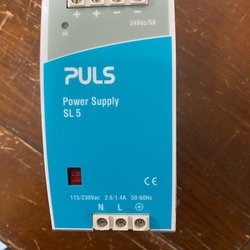 + + - -
24Vdc/5A
PULS
Power Supply
SL 5
CE
115/230Vac 2.6/1.4A 50-60Hz
N L